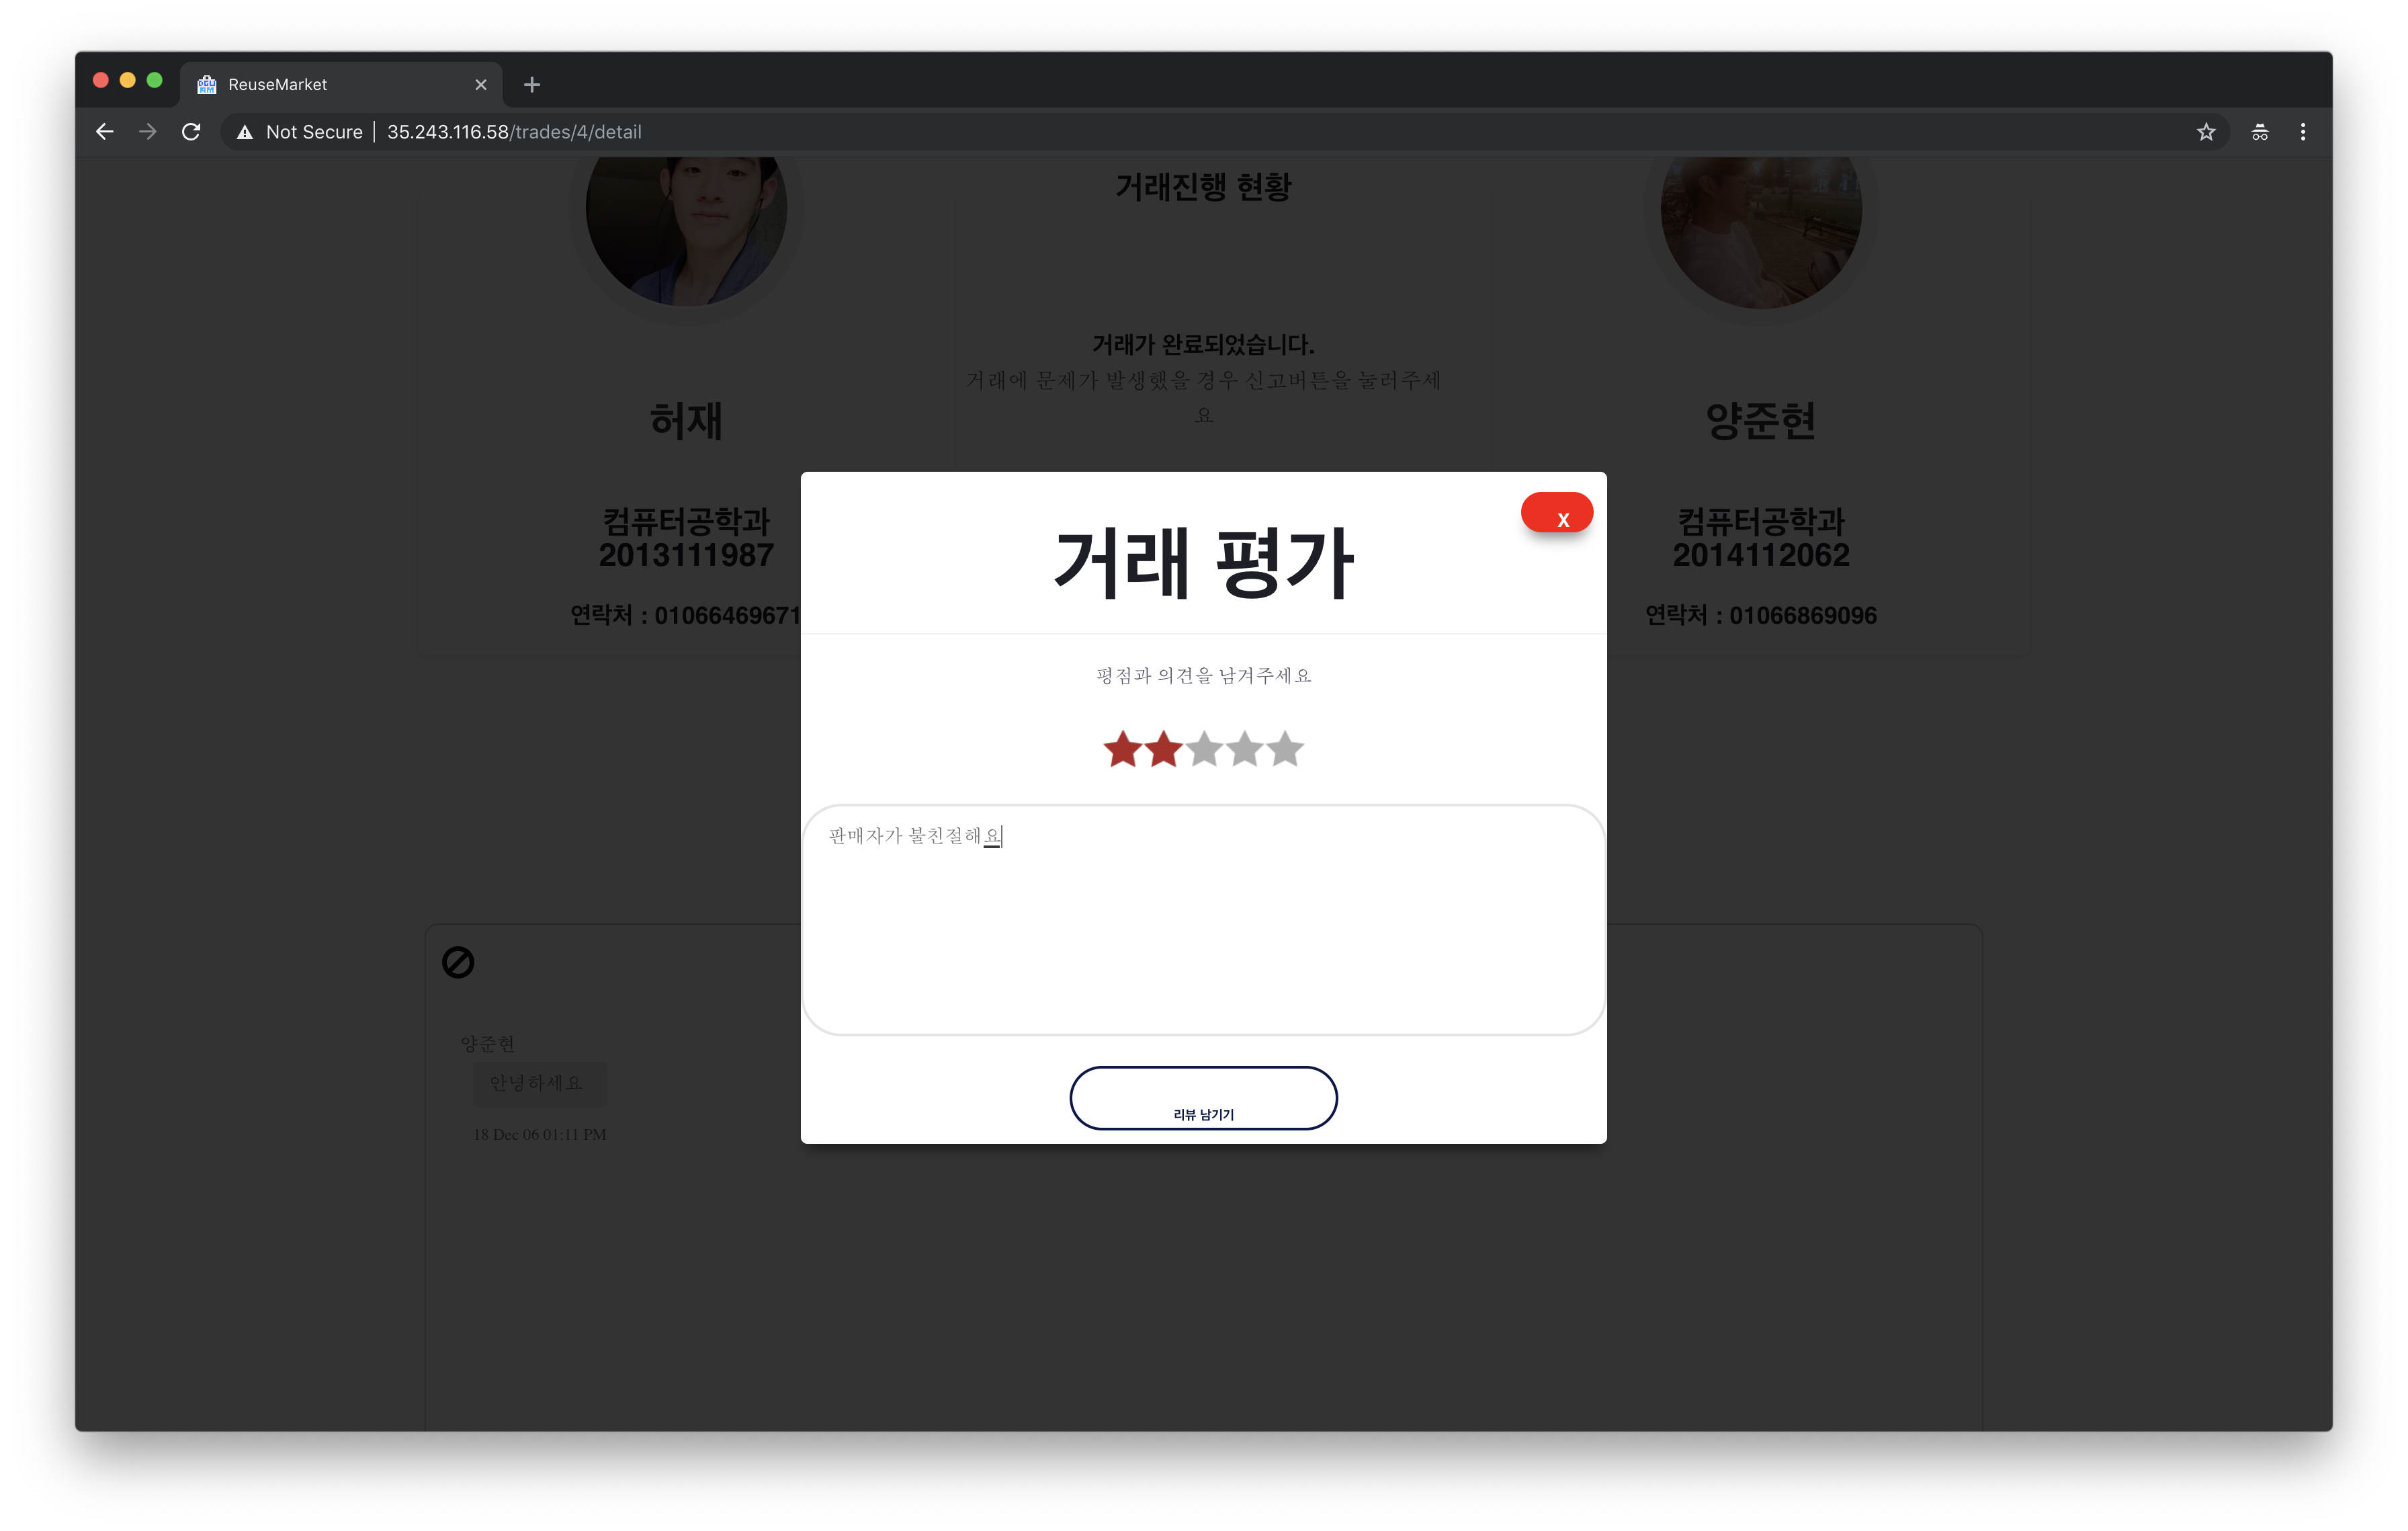 ReuseMarket
Not Secure | 35.243.116.58/trades/4/detail
거래진행 현황
거래가 완료되었습니다.
거래에 문제가 발생했을 경우 신고버튼을 눌러주세
요
허재
컴퓨터공학과
2013111987
연락처 : 01066469671
양준현
컴퓨터공학과
2014112062
연락처 : 01066869096
X
거래 평가
평점과 의견을 남겨주세요
판매자가 불친절해요
리뷰 남기기
양준현
안녕하세요
18 Dec 06 01:11 PM